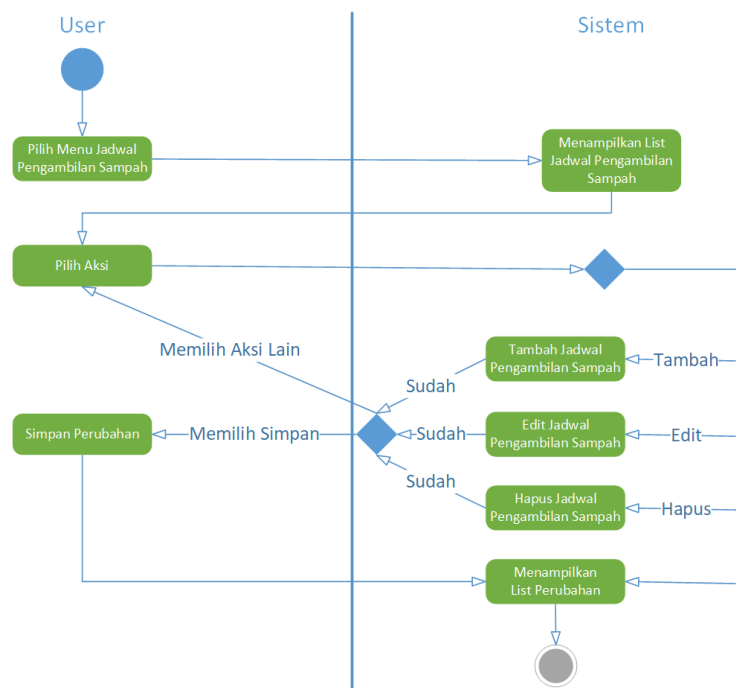 User
Sistem
Pilih Menu Jadwal
Pengambilan Sampah
Menampilkan List
Jadwal Pengambilan
Sampah
Pilih Aksi
Memilih Aksi Lain
Tambah Jadwal
Pengambilan Sampah
Tambah
Sudah
Simpan Perubahan
Memilih Simpan
Sudah
Edit Jadwal
Pengambilan Sampah
Edit
Sudah
Hapus Jadwal
Pengambilan Sampah
Hapus
Menampilkan
List Perubahan